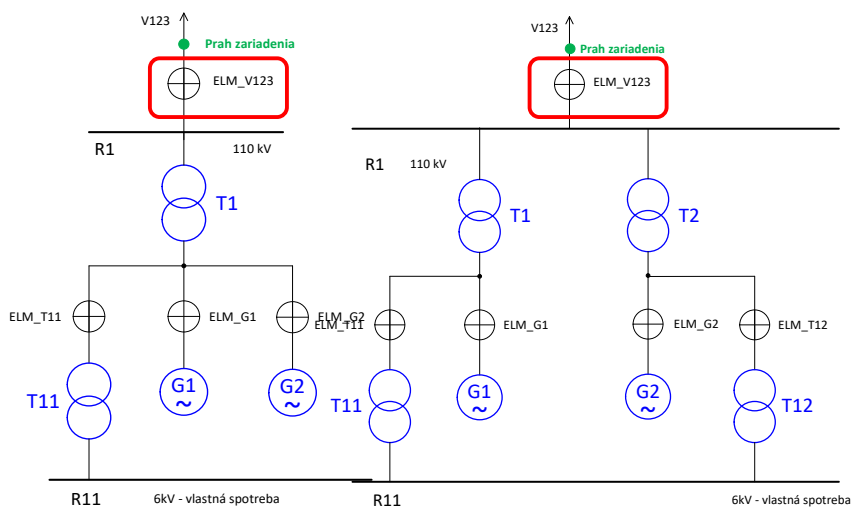 V123
Prah zariadenia
ELM_V123
R1
110 kV
T1
ELM_T11
ELM_G1
ELM_G2
T11
G1
~
G2
~
R11
6kV - vlastná spotreba
V123
Prah zariadenia
ELM_V123
R1
110 kV
T1
T2
ELM_T11
ELM_G1
ELM_G2
ELM_T12
T11
G1
~
G2
~
T12
R11
6kV - vlastná spotreba